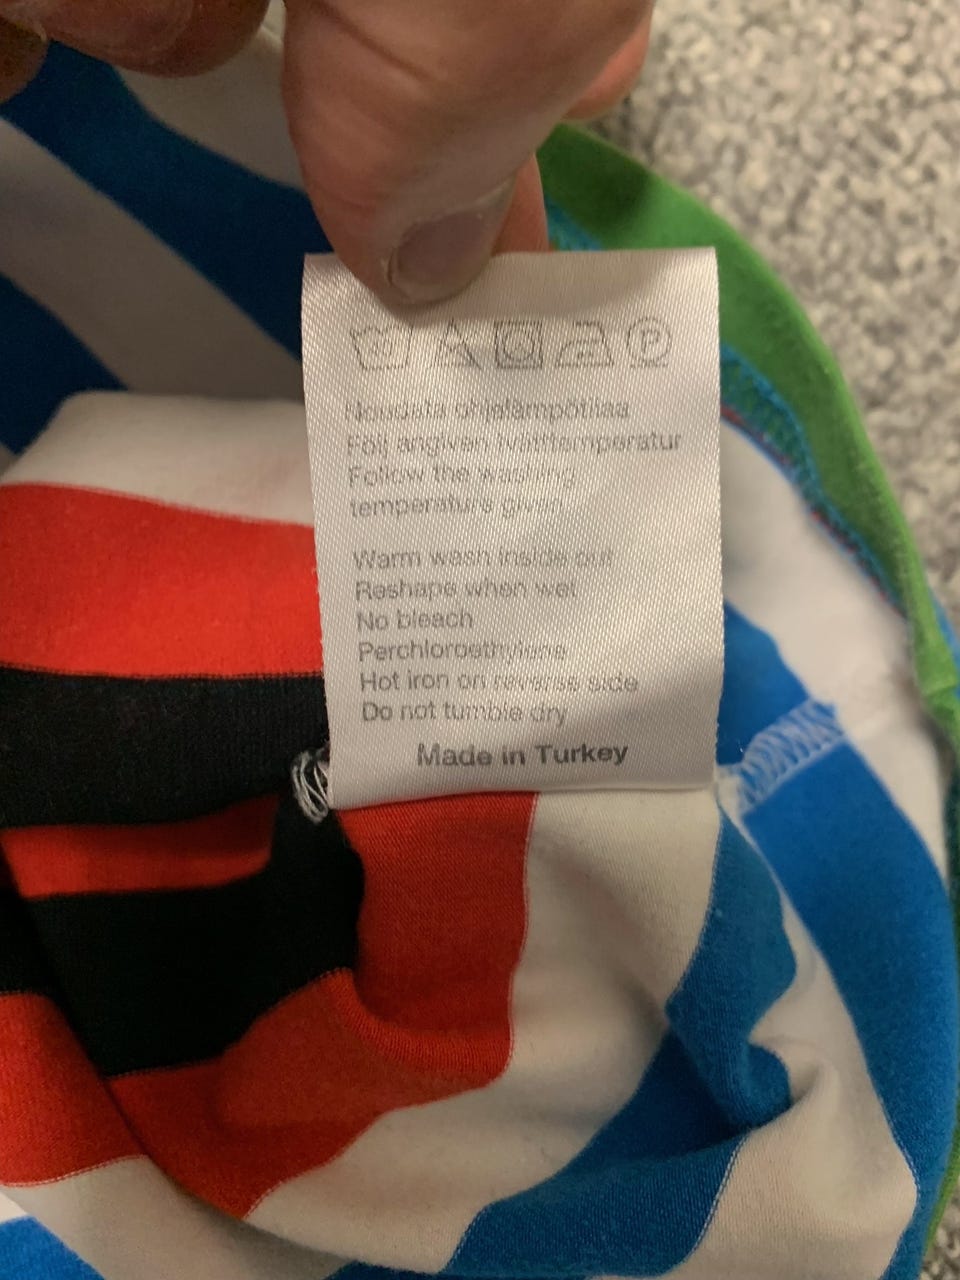 P
Noudata ohjelämpötilaa
Följ angiven tvätttemperatur
Follow the washing
temperature given
Warm wash inside out
Reshape when wet
No bleach
Perchloroethylene
Hot iron on reverse side
Do not tumble dry
Made in Turkey